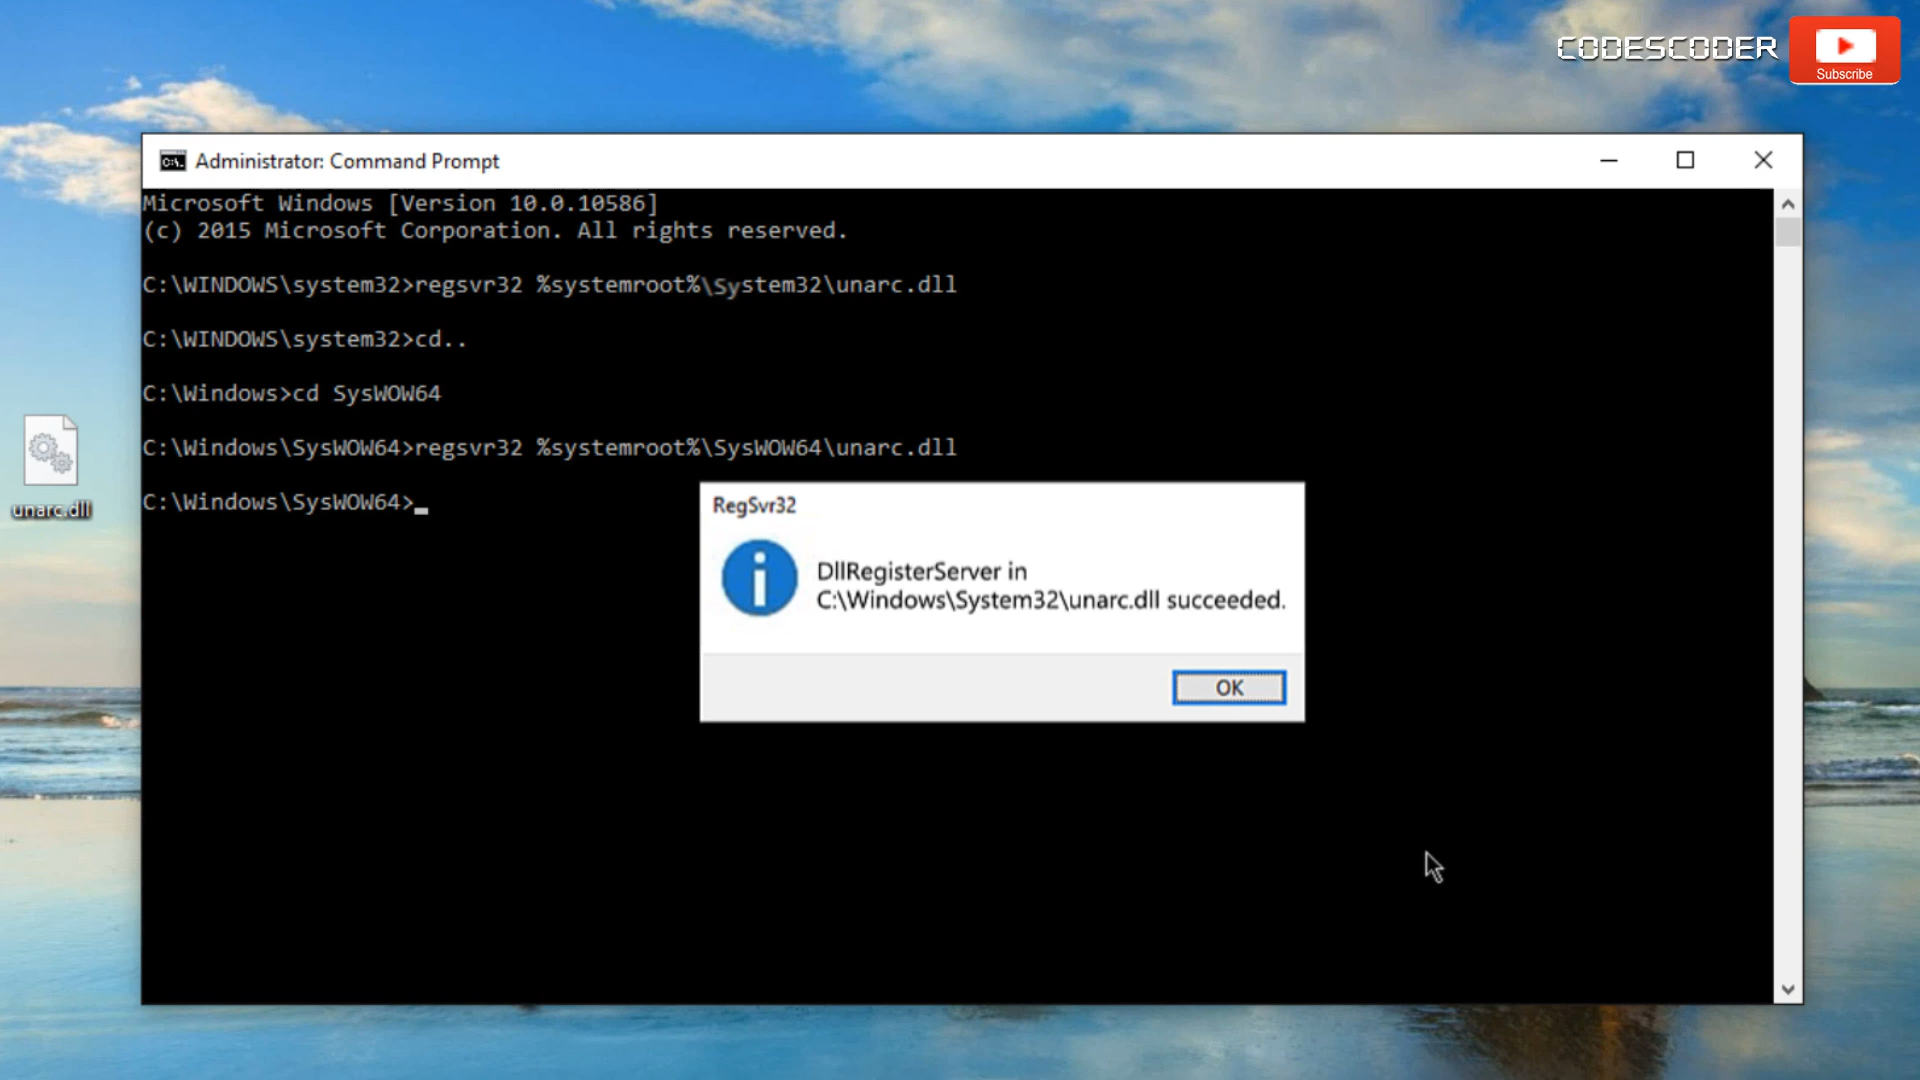 CODESCODER
Subscribe
Administrator: Command Prompt
Microsoft Windows [Version 10.0.10586]
(c) 2015 Microsoft Corporation. All rights reserved.
C:\WINDOWS\system32>regsvr32 %systemroot%\System32\unarc.dll
C:\WINDOWS\system32>cd..
C:\Windows>cd SysWOW64
C:\Windows\SysWOW64>regsvr32 %systemroot%\SysWOW64\unarc.dll
C:\Windows\SysWOW64>_
unarc.dll
RegSvr32
DllRegisterServer in
C:\Windows\System32\unarc.dll succeeded.
OK